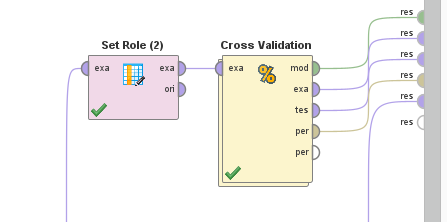 res
res
res
res
res
res
Set Role (2)
exa
exa
ori
Cross Validation
exa
mod
exa
tes
per
per